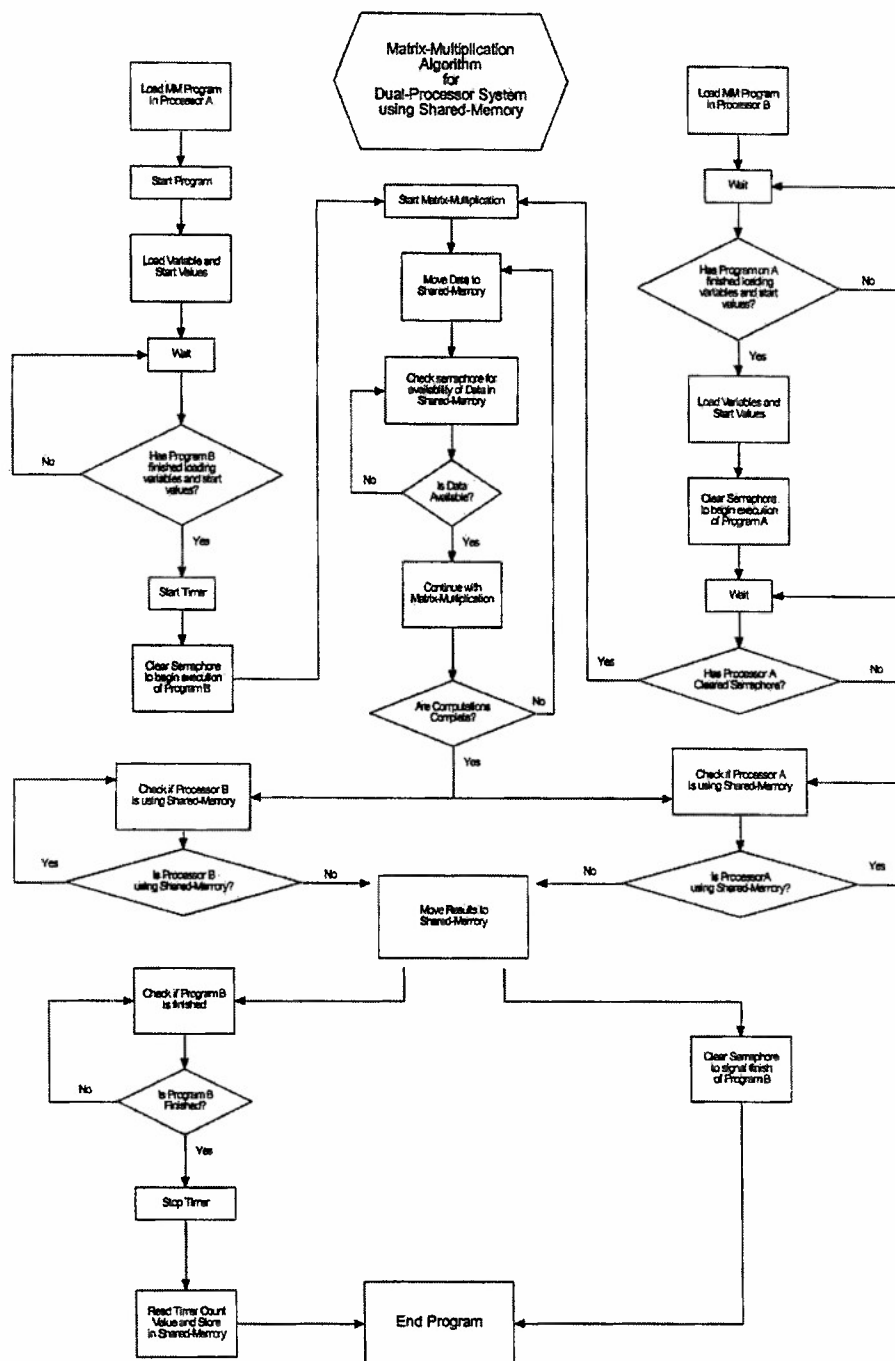 Matrix-Multiplication
Algorithm
for
Dual-Processor System
using Shared-Memory
Load MM Program
in Processor A
Start Program
Load Variable and
Start Values
Wait
Has Program B
finished loading
variables and start
values?
No
Yes
Start Timer
Clear Semaphore
to begin execution
of Program B
Start Matrix-Multiplication
Move Data to
Shared-Memory
Check semaphore for
availability of Data in
Shared-Memory
Is Data
Available?
No
Yes
Continue with
Matrix-Multiplication
Are Computations
Complete?
No
Yes
Load MM Program
in Processor B
Wait
Has Program on A
finished loading
variables and start
values?
No
Yes
Load Variables and
Start Values
Clear Semaphore
to begin execution
of Program A
Wait
Has Processor A
Cleared Semaphore?
Yes
No
Check if Processor B
is using Shared-Memory
Is Processor B
using Shared-Memory?
Yes
No
Check if Processor A
is using Shared-Memory
Is Processor A
using Shared-Memory?
No
Yes
Move Results to
Shared-Memory
Check if Program B
is finished
Is Program B
Finished?
No
Yes
Stop Timer
Read Timer Count
Value and Store
in Shared-Memory
Clear Semaphore
to signal finish
of Program B
End Program